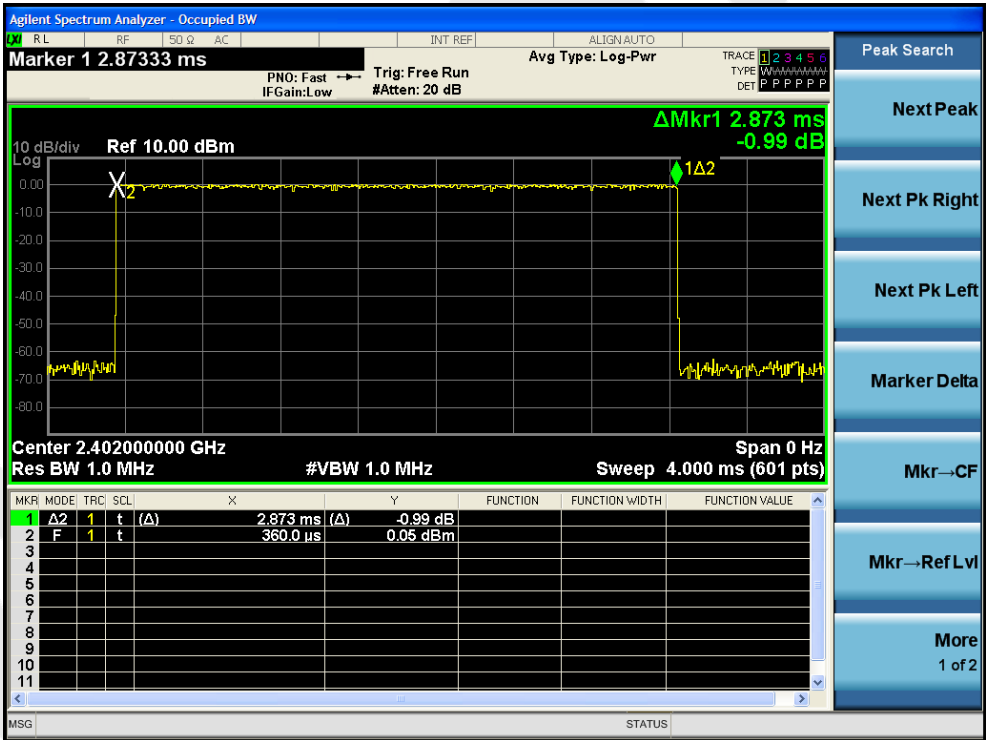 Agilent Spectrum Analyzer - Occupied BW
LXI RL RF 50 Ω AC INT REF ALIGN AUTO
Marker 1 2.87333 ms
PNO: Fast
IFGain:Low
Trig: Free Run
#Atten: 20 dB
Avg Type: Log-Pwr
TRACE 1 2 3 4 5 6
TYPE WWWWWW
DET P P P P P P
ΔMkr1 2.873 ms
-0.99 dB
10 dB/div Ref 10.00 dBm
Log
0.00
-10.0
-20.0
-30.0
-40.0
-50.0
-60.0
-70.0
-80.0
X2
1Δ2
Center 2.402000000 GHz Span 0 Hz
Res BW 1.0 MHz #VBW 1.0 MHz Sweep 4.000 ms (601 pts)
MKR MODE TRC SCL X Y FUNCTION FUNCTION WIDTH FUNCTION VALUE
1 Δ2 1 t (Δ) 2.873 ms (Δ) -0.99 dB
2 F 1 t 360.0 µs 0.05 dBm
3
4
5
6
7
8
9
10
11
MSG STATUS
Peak Search
Next Peak
Next Pk Right
Next Pk Left
Marker Delta
Mkr→CF
Mkr→Ref Lvl
More
1 of 2